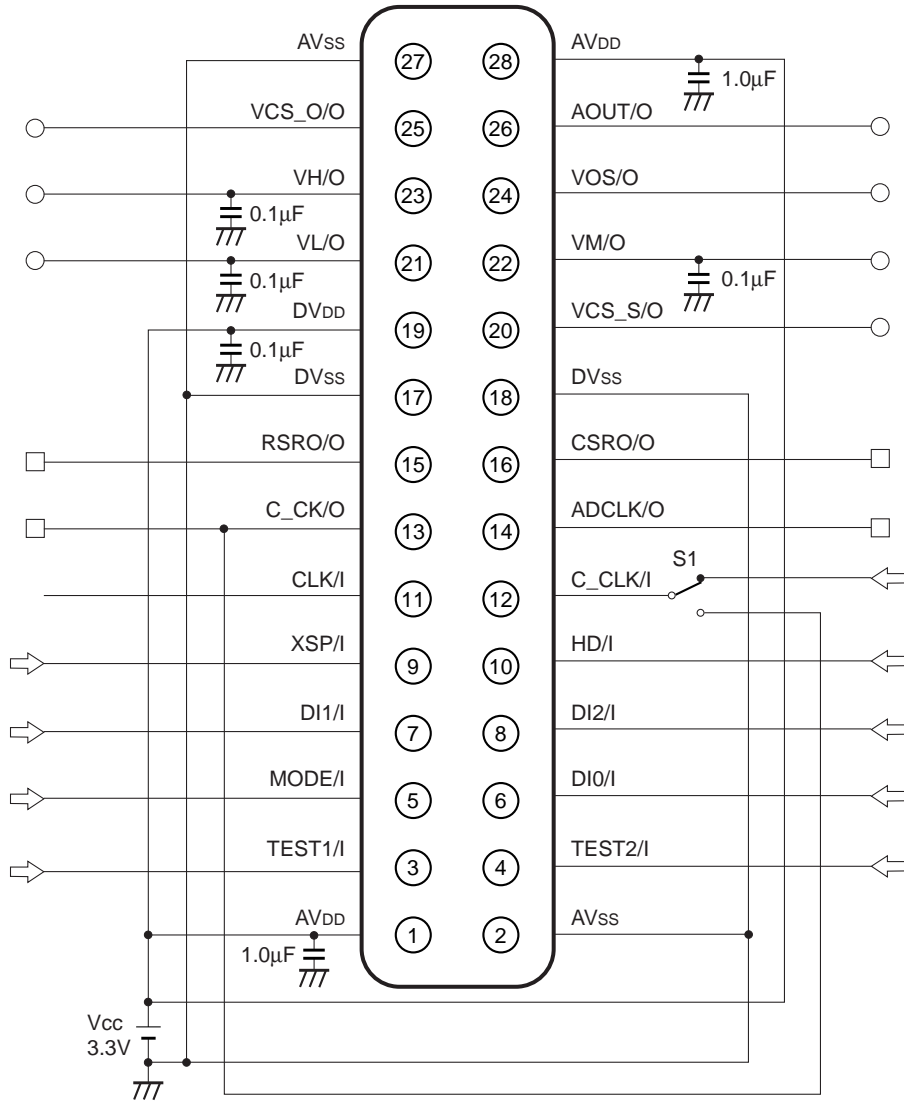 AVss 27 28 AVDD
1.0μF
VCS_O/O 25 26 AOUT/O
VH/O 23 24 VOS/O
0.1μF
VL/O 21 22 VM/O
0.1μF 0.1μF
DVDD 19 20 VCS_S/O
0.1μF
DVss 17 18 DVss
RSRO/O 15 16 CSRO/O
C_CK/O 13 14 ADCLK/O
S1
CLK/I 11 12 C_CLK/I
XSP/I 9 10 HD/I
DI1/I 7 8 DI2/I
MODE/I 5 6 DI0/I
TEST1/I 3 4 TEST2/I
AVDD 1 2 AVss
1.0μF
Vcc
3.3V